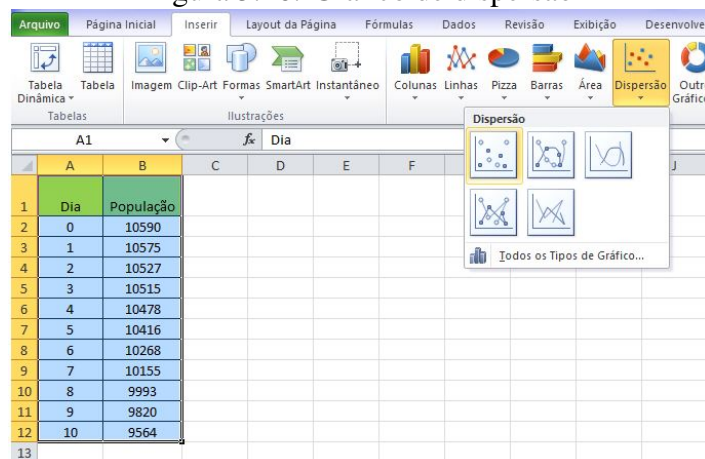 Arquivo Página Inicial Inserir Layout da Página Fórmulas Dados Revisão Exibição Desenvolve
Tabela Dinâmica Tabela Imagem Clip-Art Formas SmartArt Instantâneo Colunas Linhas Pizza Barras Área Dispersão Outr Gráfico
Tabelas Ilustrações
Dispersão
A1 fx Dia
A B C D E F J
1 Dia População
2 0 10590
3 1 10575
4 2 10527
5 3 10515
6 4 10478
7 5 10416
8 6 10268
9 7 10155
10 8 9993
11 9 9820
12 10 9564
13
Todos os Tipos de Gráfico...